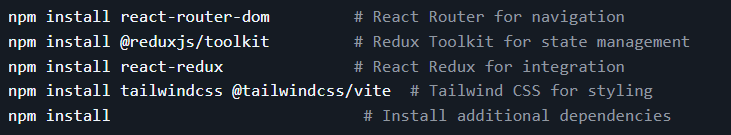 npm install react-router-dom         # React Router for navigation
npm install @reduxjs/toolkit         # Redux Toolkit for state management
npm install react-redux              # React Redux for integration
npm install tailwindcss @tailwindcss/vite  # Tailwind CSS for styling
npm install                           # Install additional dependencies